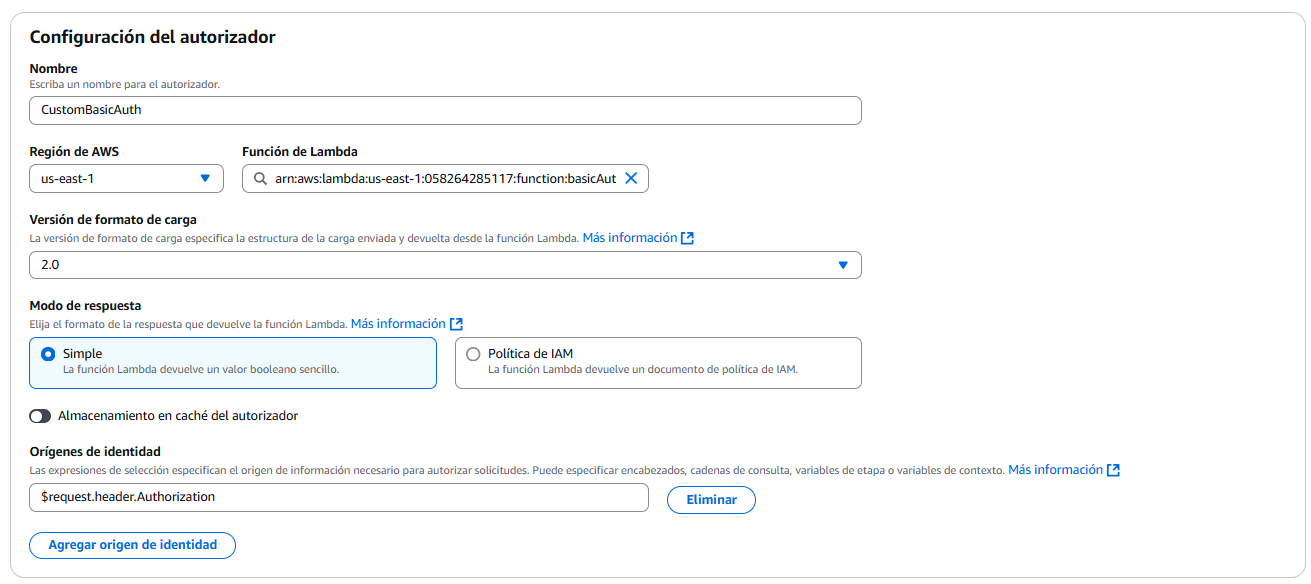 Configuración del autorizador
Nombre
Escriba un nombre para el autorizador.
CustomBasicAuth
Región de AWS
Función de Lambda
us-east-1
arn:aws:lambda:us-east-1:058264285117:function:basicAut
Versión de formato de carga
La versión de formato de carga especifica la estructura de la carga enviada y devuelta desde la función Lambda. Más información
2.0
Modo de respuesta
Elija el formato de la respuesta que devuelve la función Lambda. Más información
Simple
La función Lambda devuelve un valor booleano sencillo.
Política de IAM
La función Lambda devuelve un documento de política de IAM.
Almacenamiento en caché del autorizador
Orígenes de identidad
Las expresiones de selección especifican el origen de información necesario para autorizar solicitudes. Puede especificar encabezados, cadenas de consulta, variables de etapa o variables de contexto. Más información
$request.header.Authorization
Eliminar
Agregar origen de identidad